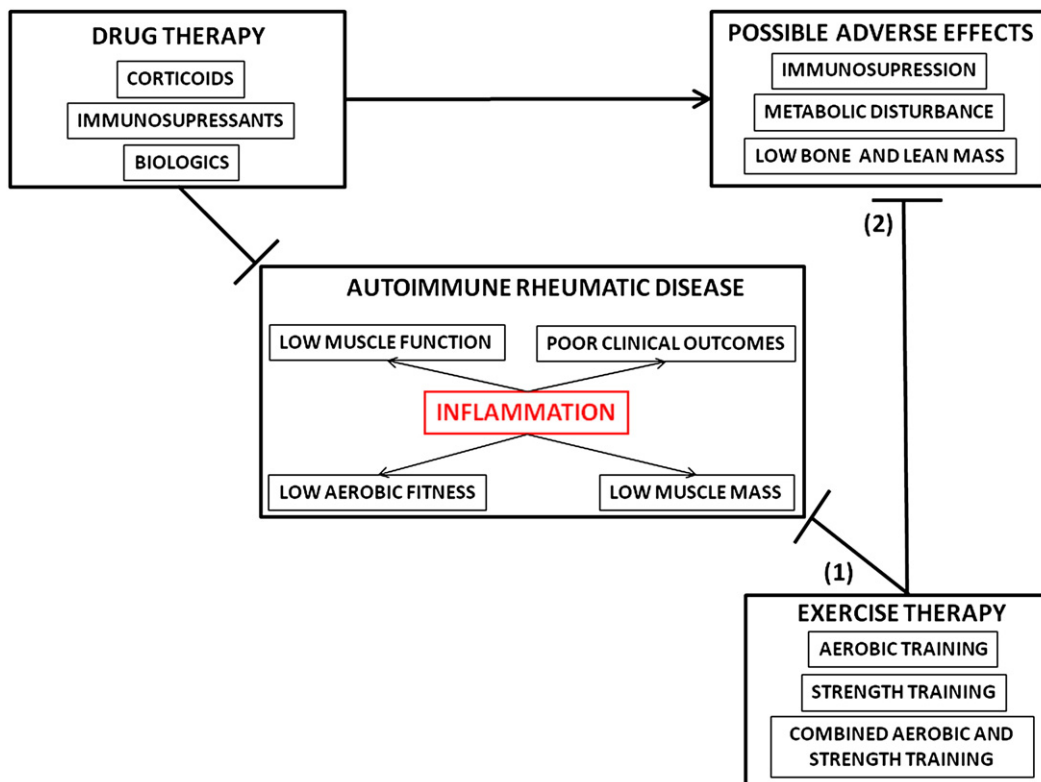 DRUG THERAPY
CORTICOIDS
IMMUNOSUPRESSANTS
BIOLOGICS
POSSIBLE ADVERSE EFFECTS
IMMUNOSUPRESSION
METABOLIC DISTURBANCE
LOW BONE AND LEAN MASS
(2)
AUTOIMMUNE RHEUMATIC DISEASE
LOW MUSCLE FUNCTION
POOR CLINICAL OUTCOMES
INFLAMMATION
LOW AEROBIC FITNESS
LOW MUSCLE MASS
(1)
EXERCISE THERAPY
AEROBIC TRAINING
STRENGTH TRAINING
COMBINED AEROBIC AND
STRENGTH TRAINING